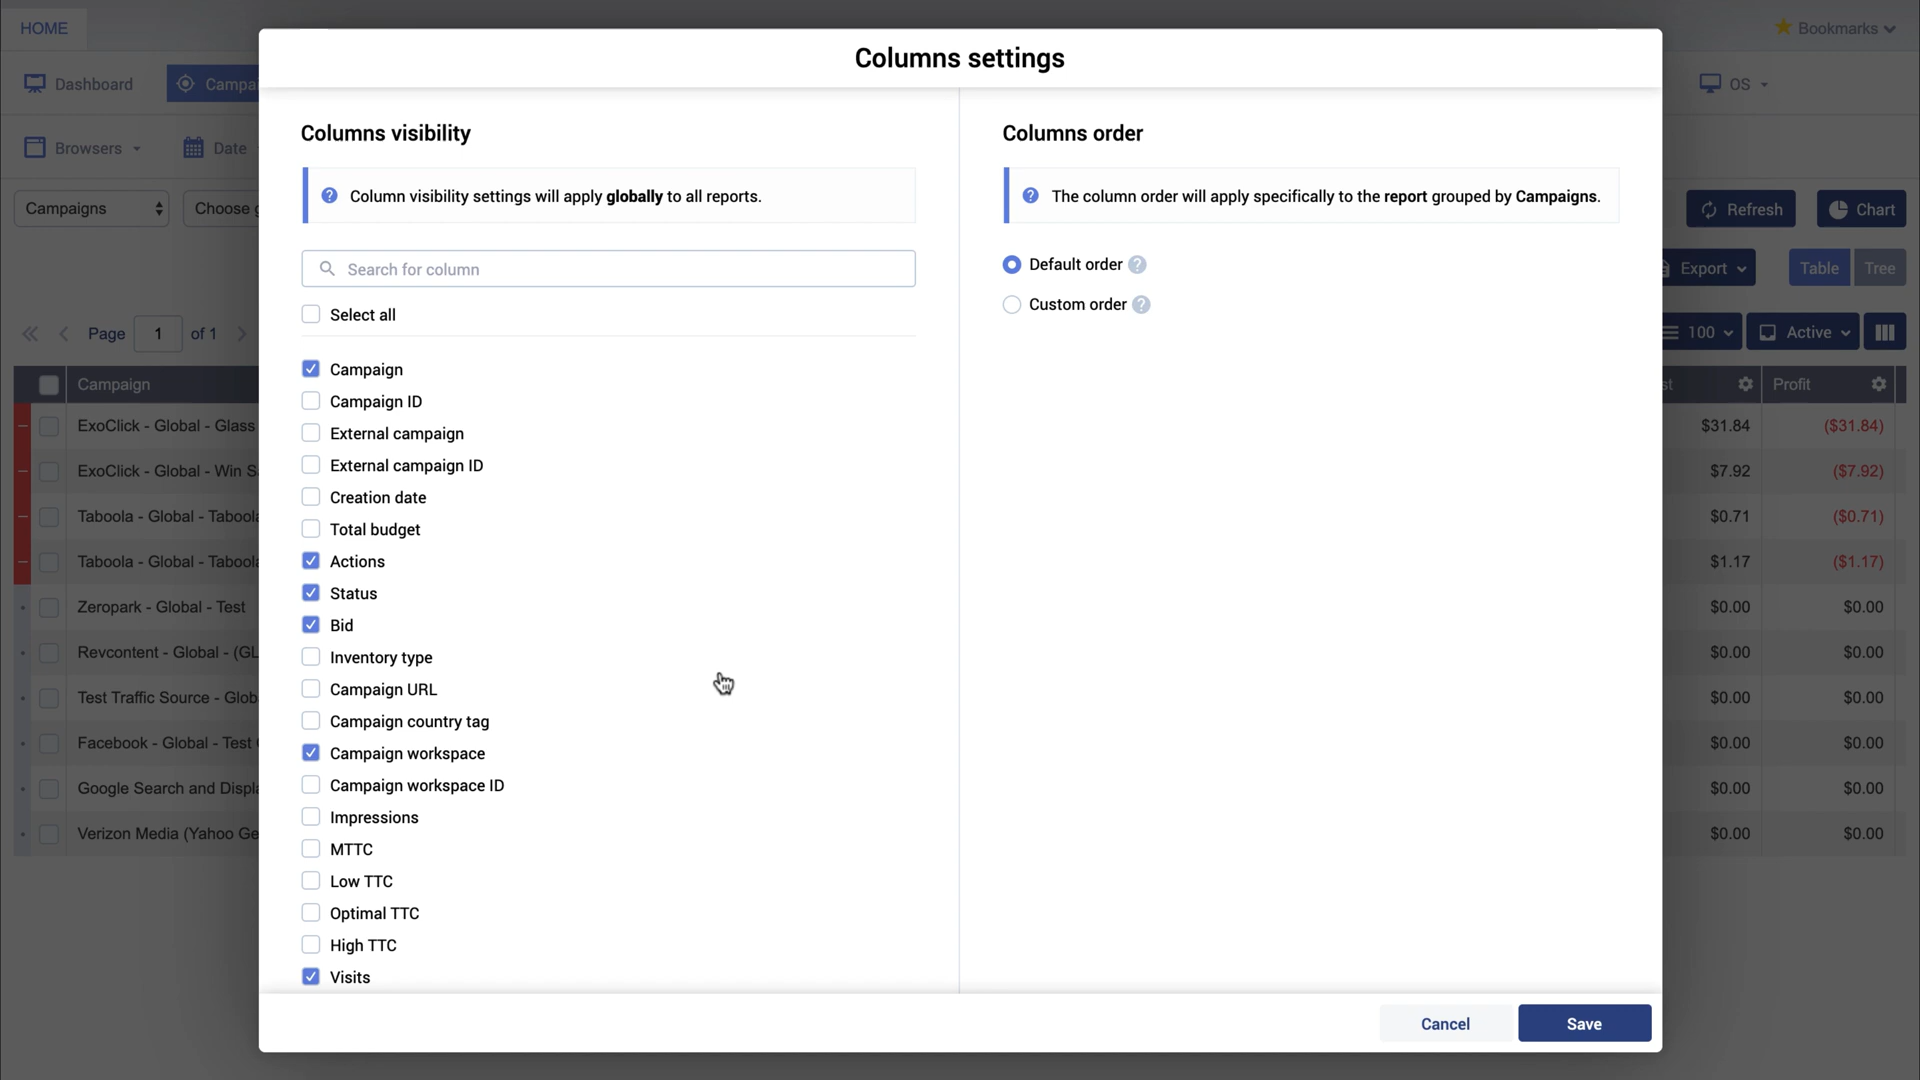 HOME
Bookmarks
Columns settings
Dashboard
Campai
OS
Browsers
Date
Campaigns
Choose g
Refresh
Chart
Export
Table
Tree
Page 1 of 1
100
Active
Columns visibility
Column visibility settings will apply globally to all reports.
Search for column
Select all
Campaign
Campaign ID
External campaign
External campaign ID
Creation date
Total budget
Actions
Status
Bid
Inventory type
Campaign URL
Campaign country tag
Campaign workspace
Campaign workspace ID
Impressions
MTTC
Low TTC
Optimal TTC
High TTC
Visits
Columns order
The column order will apply specifically to the report grouped by Campaigns.
Default order
Custom order
Campaign
st
Profit
ExoClick - Global - Glass
$31.84
($31.84)
ExoClick - Global - Win S
$7.92
($7.92)
Taboola - Global - Taboola
$0.71
($0.71)
Taboola - Global - Taboola
$1.17
($1.17)
Zeropark - Global - Test
$0.00
$0.00
Revcontent - Global - (GL
$0.00
$0.00
Test Traffic Source - Glob
$0.00
$0.00
Facebook - Global - Test
$0.00
$0.00
Google Search and Displa
$0.00
$0.00
Verizon Media (Yahoo Ge
$0.00
$0.00
Cancel
Save